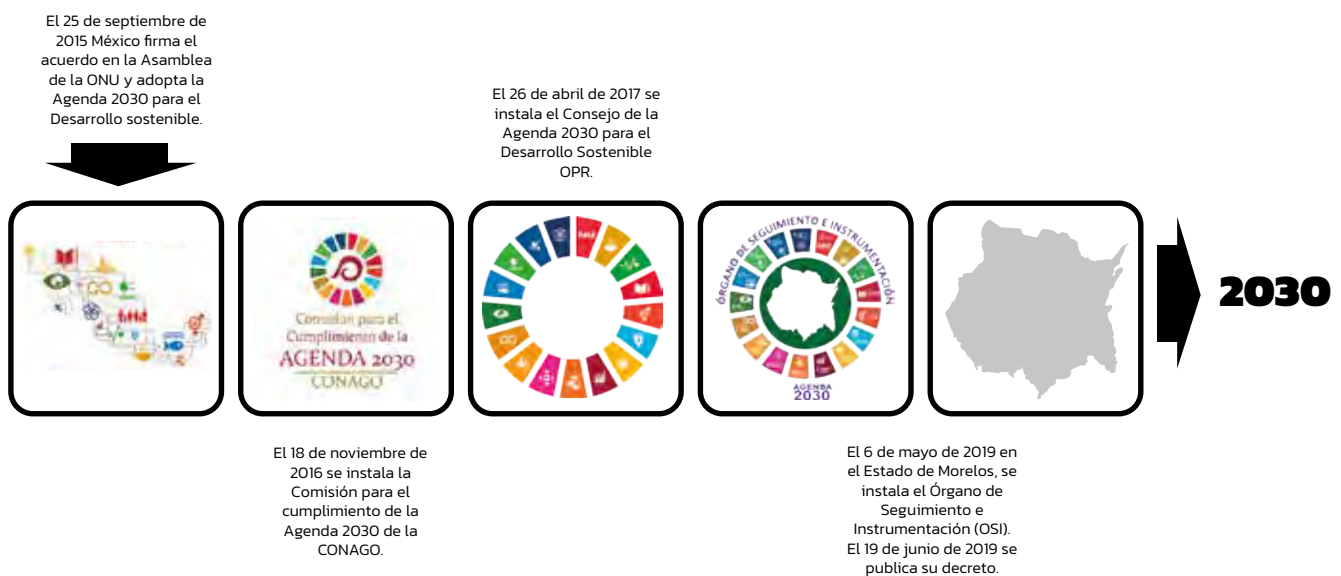 El 25 de septiembre de
2015 México firma el
acuerdo en la Asamblea
de la ONU y adopta la
Agenda 2030 para el
Desarrollo sostenible.
El 26 de abril de 2017 se
instala el Consejo de la
Agenda 2030 para el
Desarrollo Sostenible
OPR.
GO
Comisión para el
Cumplimiento de la
AGENDA 2030
CONAGO
ÓRGANO DE SEGUIMIENTO E INSTRUMENTACIÓN
AGENDA
2030
2030
El 18 de noviembre de
2016 se instala la
Comisión para el
cumplimiento de la
Agenda 2030 de la
CONAGO.
El 6 de mayo de 2019 en
el Estado de Morelos, se
instala el Órgano de
Seguimiento e
Instrumentación (OSI).
El 19 de junio de 2019 se
publica su decreto.